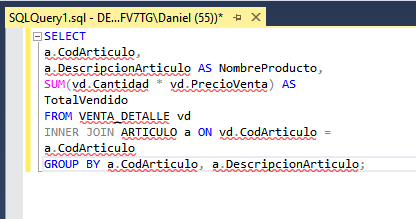 SQLQuery1.sql - DE...FV7TG\Daniel (55))*
SELECT
a.CodArticulo,
a.DescripcionArticulo AS NombreProducto,
SUM(vd.Cantidad * vd.PrecioVenta) AS
TotalVendido
FROM VENTA_DETALLE vd
INNER JOIN ARTICULO a ON vd.CodArticulo =
a.CodArticulo
GROUP BY a.CodArticulo, a.DescripcionArticulo;